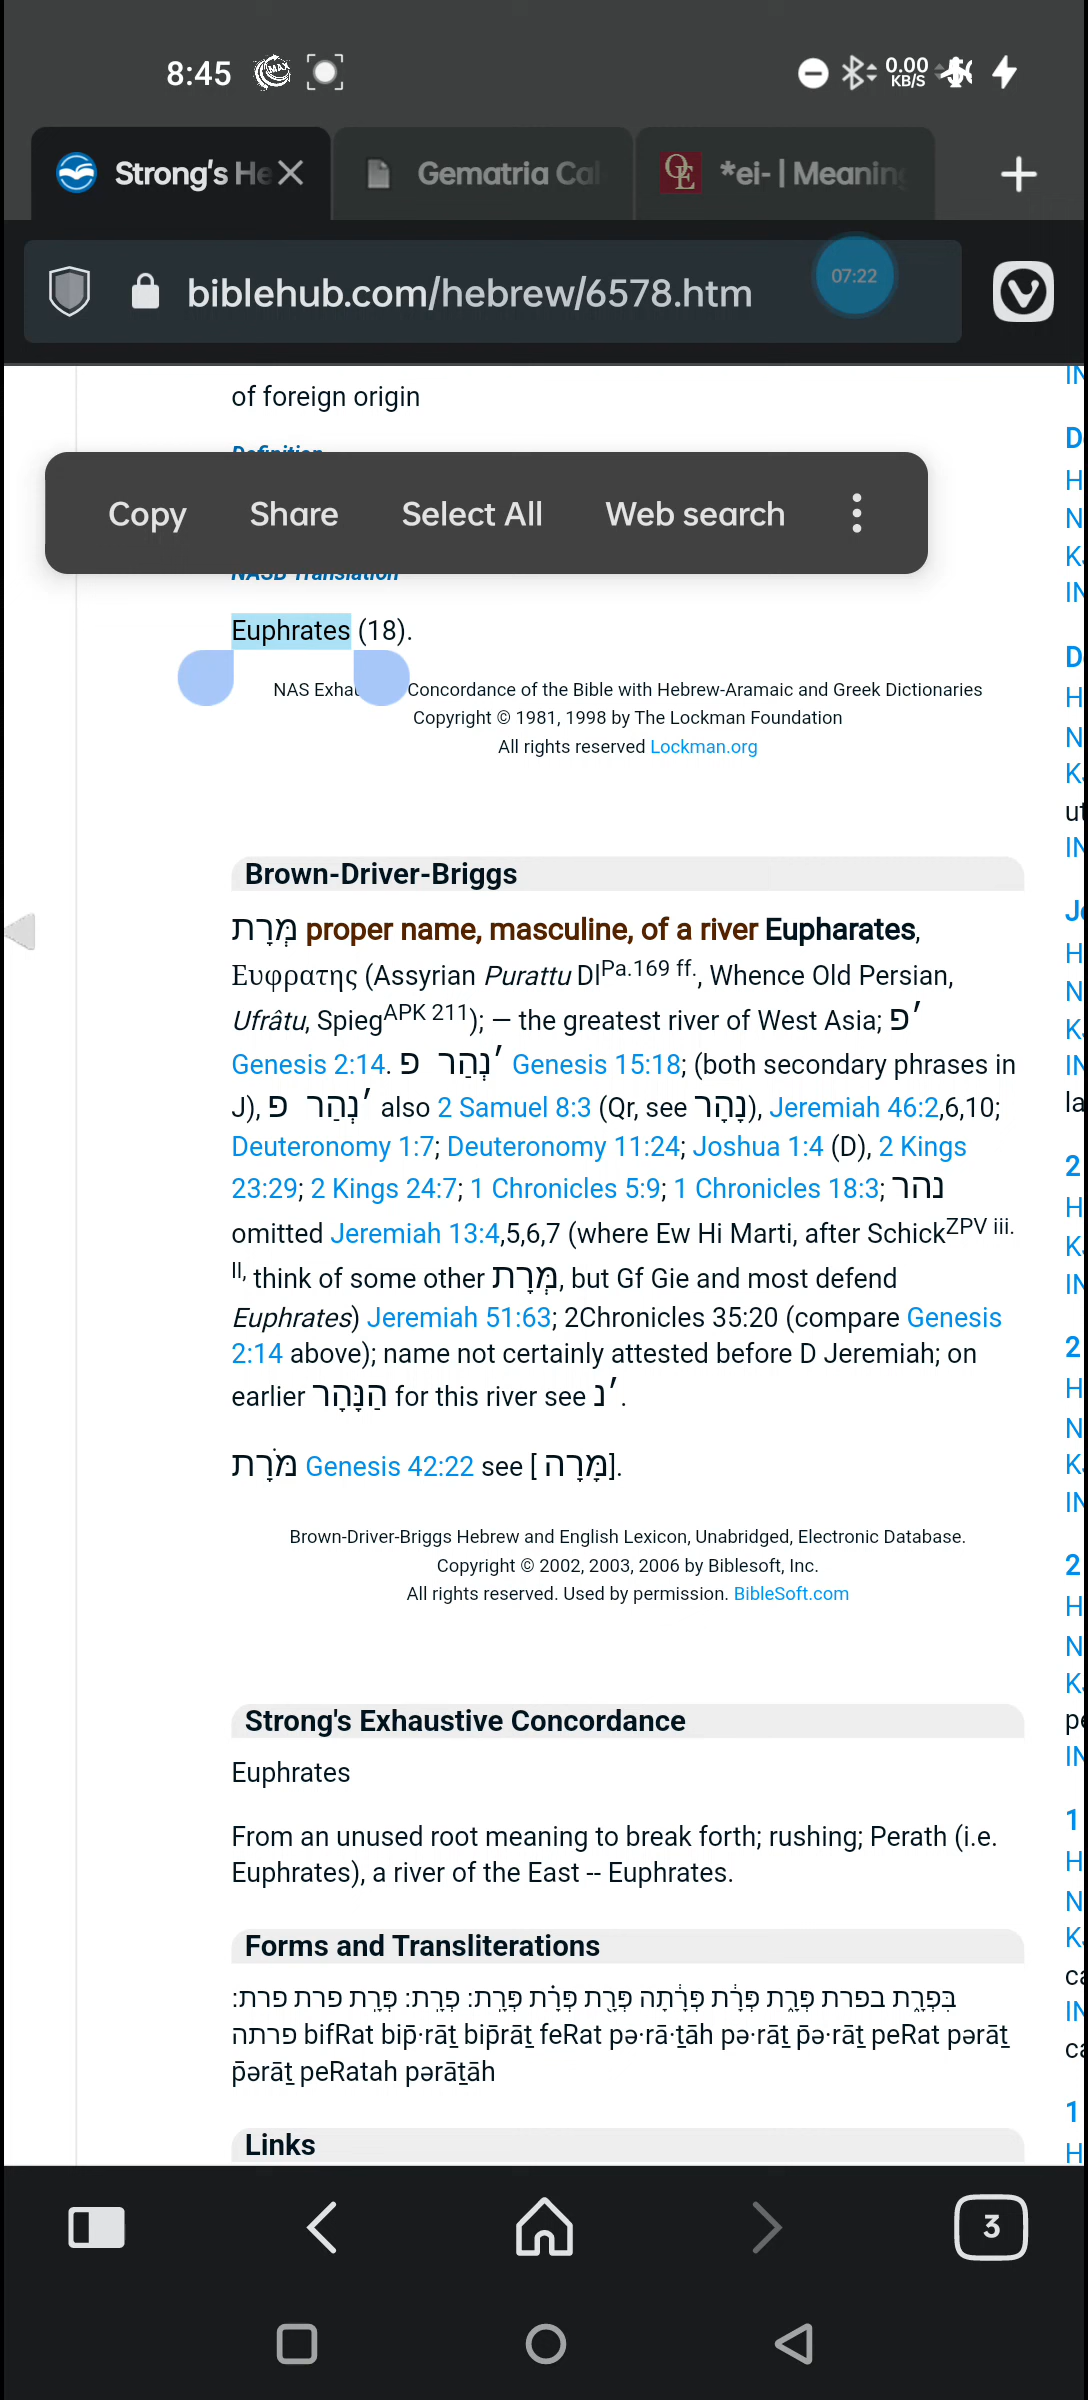 8:45
MAX
0.00
KB/S
Strong's He
Gematria Cal
OE
*ei- | Meaning
biblehub.com/hebrew/6578.htm
07:22
of foreign origin
Definition
Copy Share Select All Web search
NASB Translation
Euphrates (18).
NAS Exhau Concordance of the Bible with Hebrew-Aramaic and Greek Dictionaries
Copyright © 1981, 1998 by The Lockman Foundation
All rights reserved Lockman.org
Brown-Driver-Briggs
מְּרָת proper name, masculine, of a river Eupharates,
Ευφρατης (Assyrian Purattu DlPa.169 ff., Whence Old Persian,
Ufrâtu, SpiegAPK 211); — the greatest river of West Asia; פ׳
Genesis 2:14. נְהַר פ׳ Genesis 15:18; (both secondary phrases in
J), נְהַר פ׳ also 2 Samuel 8:3 (Qr, see נָהָר), Jeremiah 46:2,6,10;
Deuteronomy 1:7; Deuteronomy 11:24; Joshua 1:4 (D), 2 Kings
23:29; 2 Kings 24:7; 1 Chronicles 5:9; 1 Chronicles 18:3; נהר
omitted Jeremiah 13:4,5,6,7 (where Ew Hi Marti, after SchickZPV iii.
II, think of some other מְּרָת, but Gf Gie and most defend
Euphrates) Jeremiah 51:63; 2Chronicles 35:20 (compare Genesis
2:14 above); name not certainly attested before D Jeremiah; on
earlier הַנָּהָר for this river see נ׳.
מֹּרָת Genesis 42:22 see [ מָּרָה].
Brown-Driver-Briggs Hebrew and English Lexicon, Unabridged, Electronic Database.
Copyright © 2002, 2003, 2006 by Biblesoft, Inc.
All rights reserved. Used by permission. BibleSoft.com
Strong's Exhaustive Concordance
Euphrates
From an unused root meaning to break forth; rushing; Perath (i.e.
Euphrates), a river of the East -- Euphrates.
Forms and Transliterations
בִּפְרָ֑ת בפרת פְּרָ֑ת פְּרָ֔ת פְּרָ֔תָה פְּרָ֖ת פְּרָ֗ת פְּרָֽת׃ פְרָֽת׃ פְּרָֽת פרת פרת׃
פרתה bifRat bip̄·rāṯ bip̄rāṯ feRat pə·rā·ṯāh pə·rāṯ p̄ə·rāṯ peRat pərāṯ
p̄ərāṯ peRatah pərāṯāh
Links
3